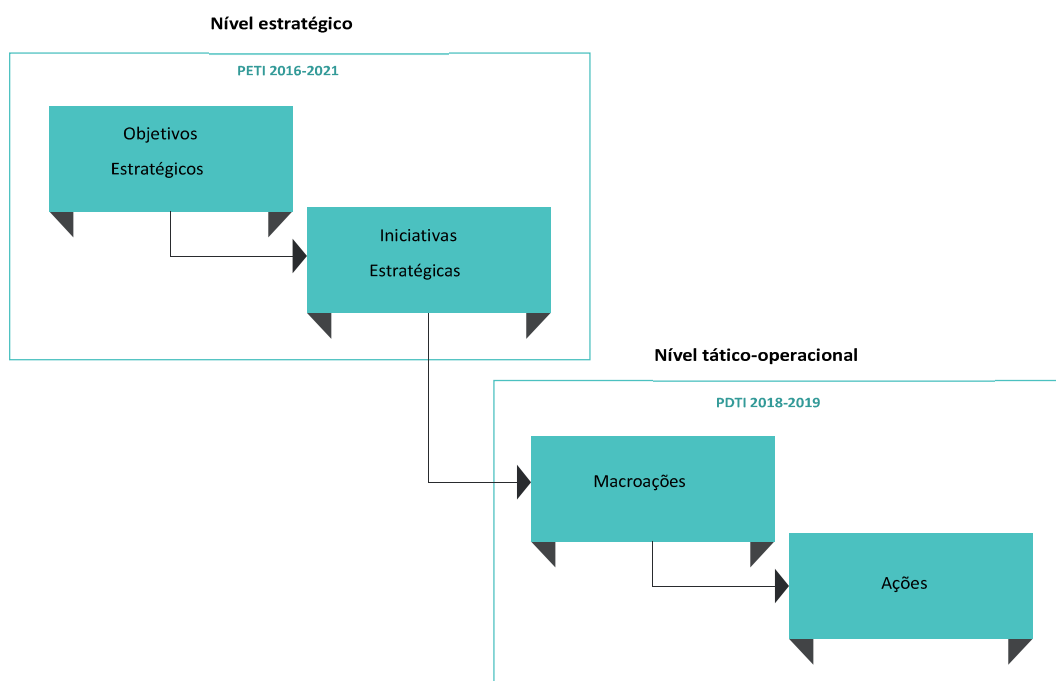 Nível estratégico
PETI 2016-2021
Objetivos
Estratégicos
Iniciativas
Estratégicas
Nível tático-operacional
PDTI 2018-2019
Macroações
Ações